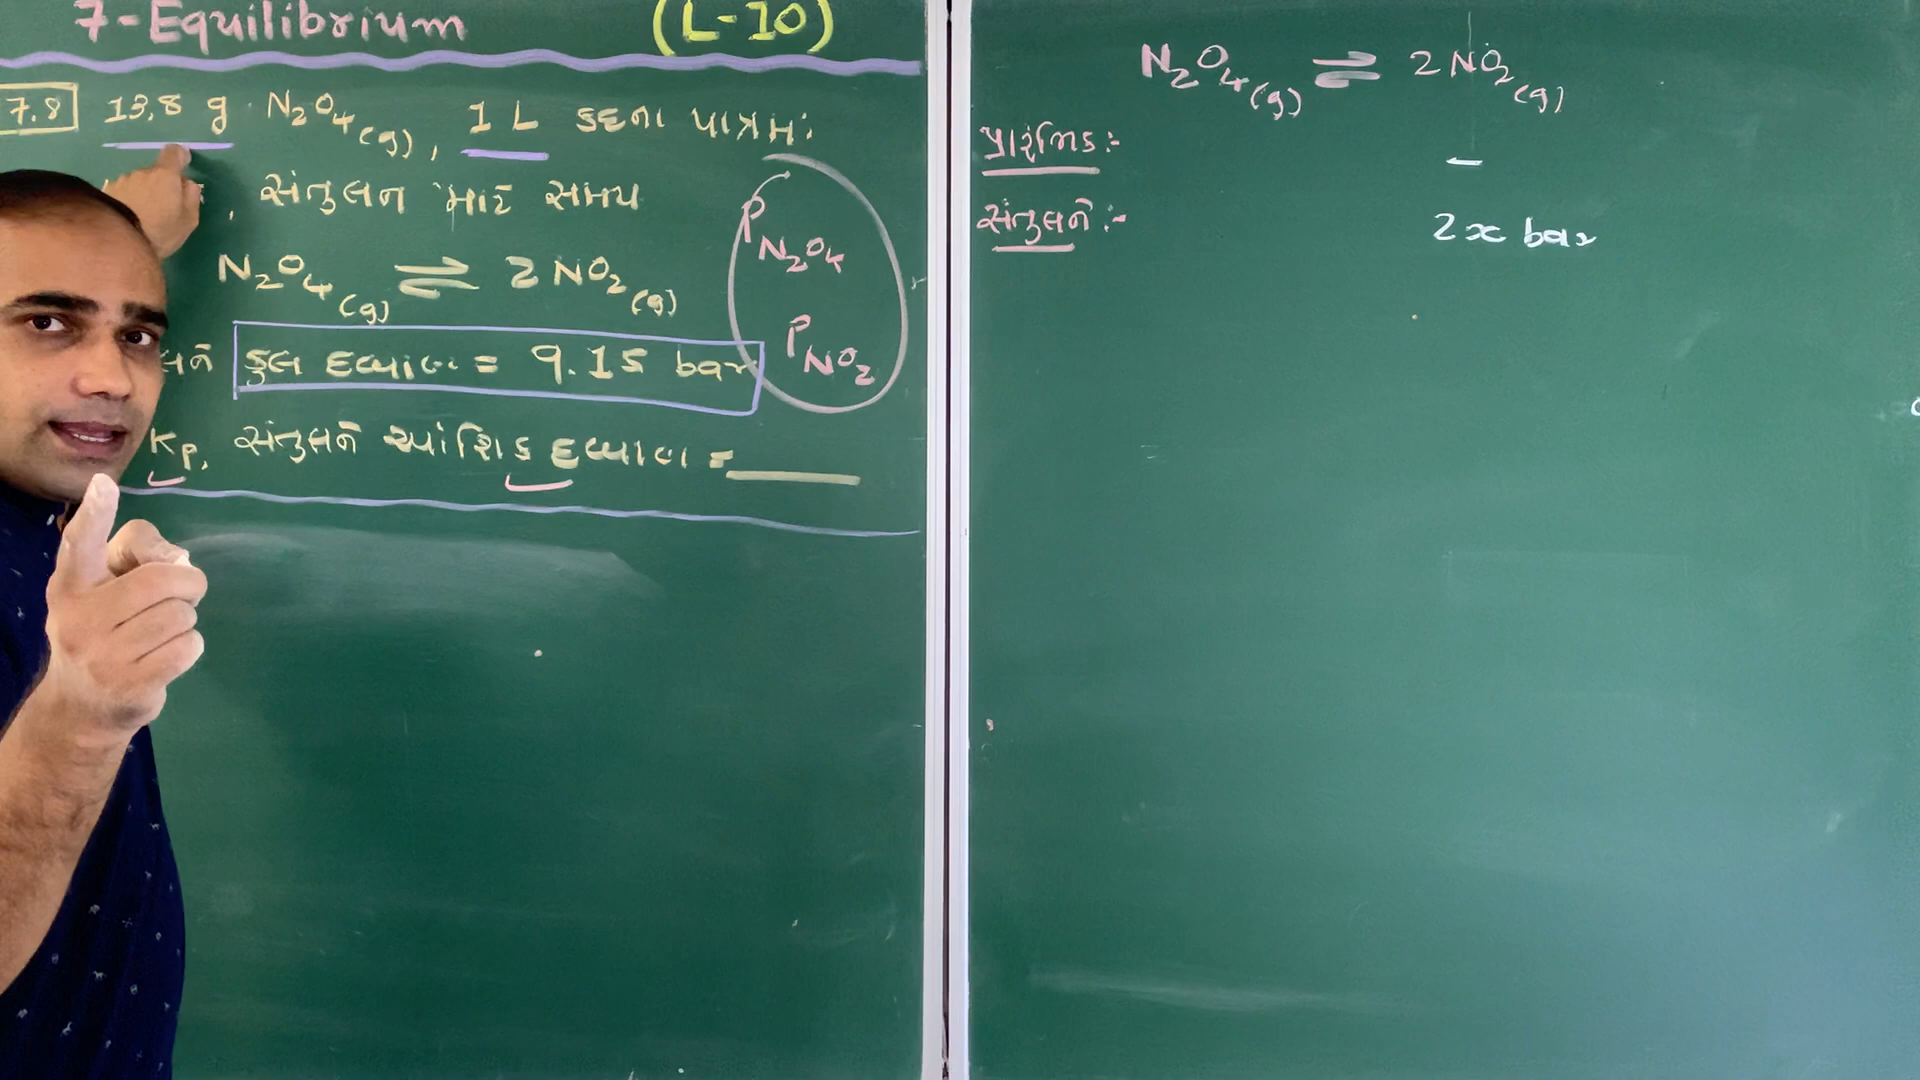 7-Equilibrium (L-10)
7.8 13.8 g N₂O₄(g), 1 L કદના પાત્રમાં
, સંતુલન માટે સમય
N₂O₄(g) ⇌ 2NO₂(g)
P N₂O₄
P NO₂
લને કુલ દબાણ = 9.15 bar
Kp, સંતુલને આંશિક દબાણ =
N₂O₄(g) ⇌ 2NO₂(g)
પ્રારંભિક :- -
સંતુલને :- 2x bar